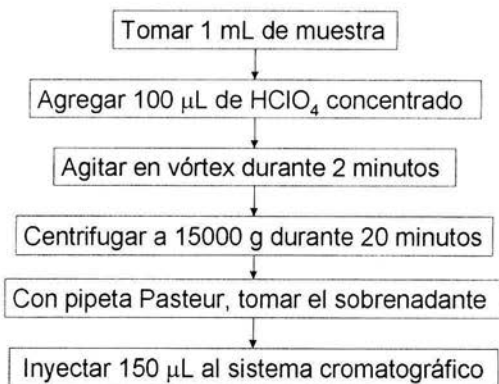 Tomar 1 mL de muestra
Agregar 100 μL de HClO₄ concentrado
Agitar en vórtex durante 2 minutos
Centrifugar a 15000 g durante 20 minutos
Con pipeta Pasteur, tomar el sobrenadante
Inyectar 150 μL al sistema cromatográfico